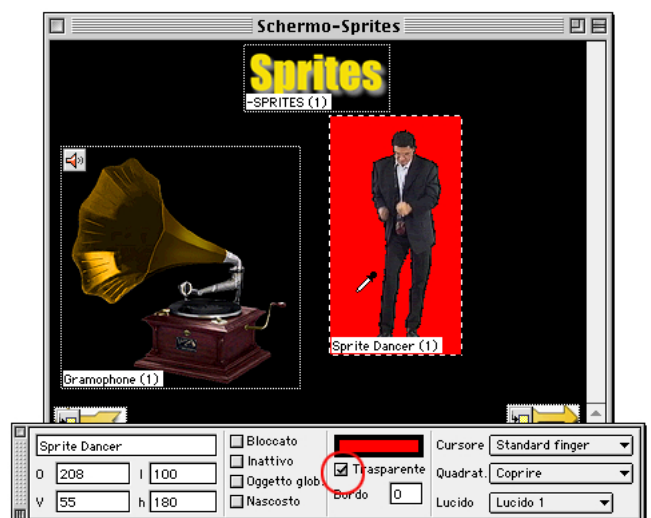 Schermo-Sprites
Sprites
-SPRITES (1)
Sprite Dancer (1)
Gramophone (1)
Sprite Dancer
O 208 l 100
V 55 h 180
Bloccato
Inattivo
Oggetto glob.
Nascosto
Trasparente
Bordo 0
Cursore Standard finger
Quadrat. Coprire
Lucido Lucido 1